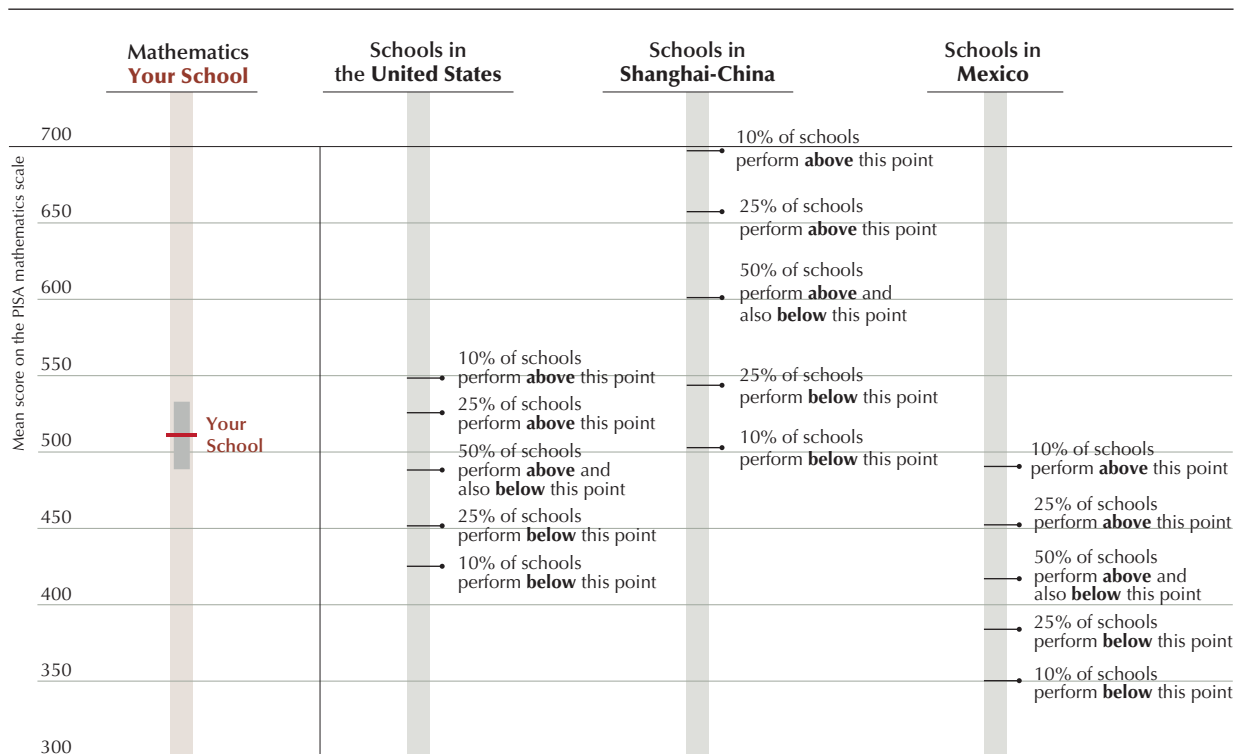 Mathematics
Your School
Schools in
the United States
Schools in
Shanghai-China
Schools in
Mexico
Mean score on the PISA mathematics scale
700
650
600
550
500
450
400
350
300
Your
School
10% of schools
perform above this point
25% of schools
perform above this point
50% of schools
perform above and
also below this point
25% of schools
perform below this point
10% of schools
perform below this point
10% of schools
perform above this point
25% of schools
perform above this point
50% of schools
perform above and
also below this point
25% of schools
perform below this point
10% of schools
perform below this point
10% of schools
perform above this point
25% of schools
perform above this point
50% of schools
perform above and
also below this point
25% of schools
perform below this point
10% of schools
perform below this point